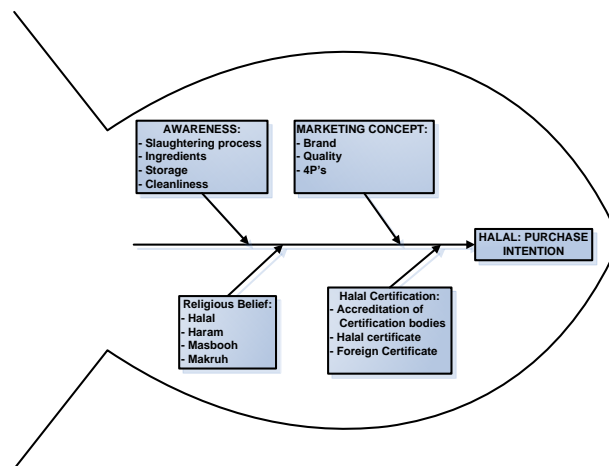 AWARENESS:
- Slaughtering process
- Ingredients
- Storage
- Cleanliness
MARKETING CONCEPT:
- Brand
- Quality
- 4P's
HALAL: PURCHASE
INTENTION
Religious Belief:
- Halal
- Haram
- Masbooh
- Makruh
Halal Certification:
- Accreditation of
Certification bodies
- Halal certificate
- Foreign Certificate